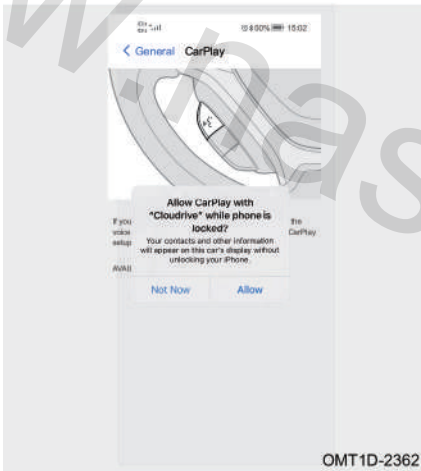 50% 15:02
General CarPlay
Allow CarPlay with
"Cloudrive" while phone is
locked?
Your contacts and other information
will appear on this car's display without
unlocking your iPhone.
Not Now Allow
If you the
voice CarPlay
setup
AVAIL
OMT1D-2362